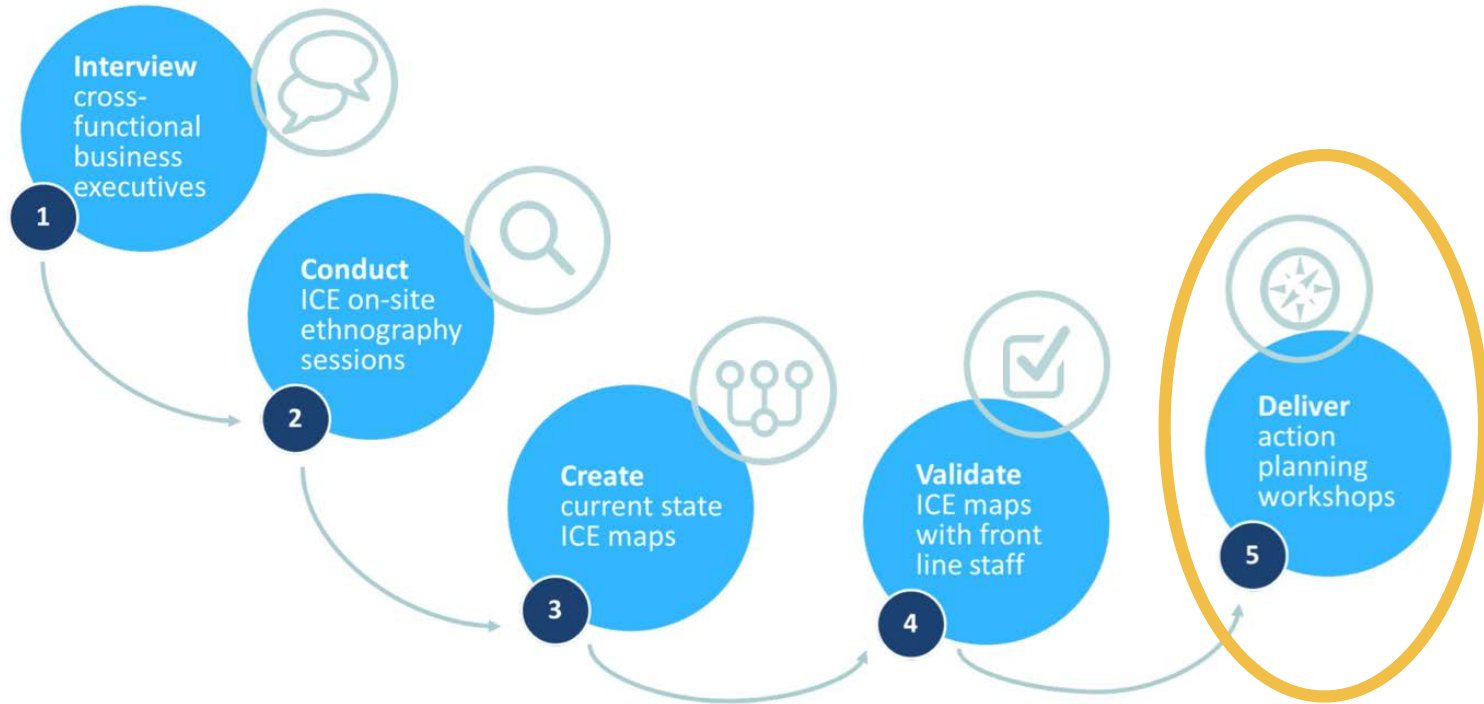 Interview
cross-
functional
business
executives
1
Conduct
ICE on-site
ethnography
sessions
2
Create
current state
ICE maps
3
Validate
ICE maps
with front
line staff
4
Deliver
action
planning
workshops
5